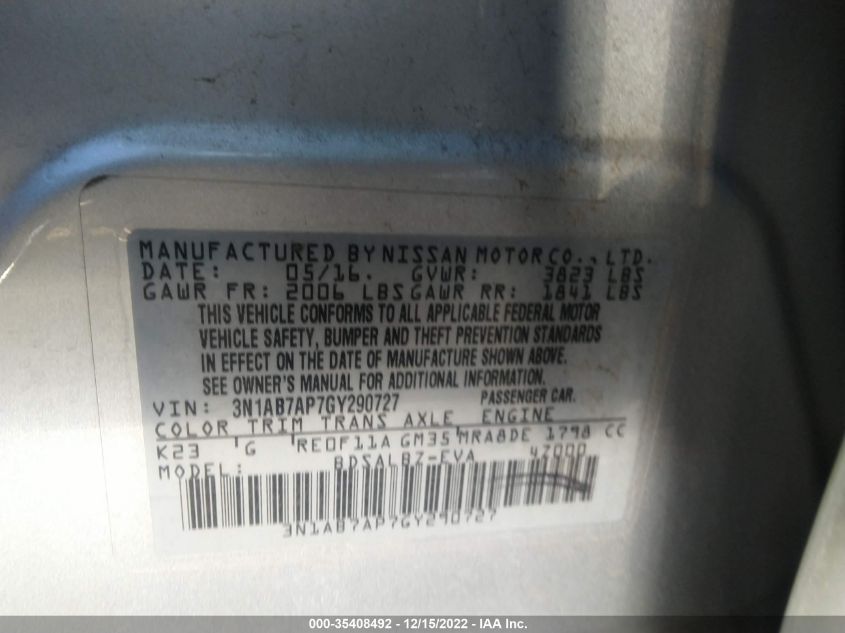 MANUFACTURED BY NISSAN MOTOR CO., LTD.
DATE: 05/16. GVWR: 3823 LBS
GAWR FR: 2006 LBS GAWR RR: 1841 LBS
THIS VEHICLE CONFORMS TO ALL APPLICABLE FEDERAL MOTOR
VEHICLE SAFETY, BUMPER AND THEFT PREVENTION STANDARDS
IN EFFECT ON THE DATE OF MANUFACTURE SHOWN ABOVE.
SEE OWNER'S MANUAL FOR ADDITIONAL INFORMATION.
VIN: 3N1AB7AP7GY290727 PASSENGER CAR.
COLOR TRIM TRANS AXLE ENGINE
K23 G RE0F11A GM35 MRA8DE 1798 CC
MODEL: BDSALBZ-EVA 4Z000
3N1AB7AP7GY290727
000-35408492 - 12/15/2022 - IAA Inc.